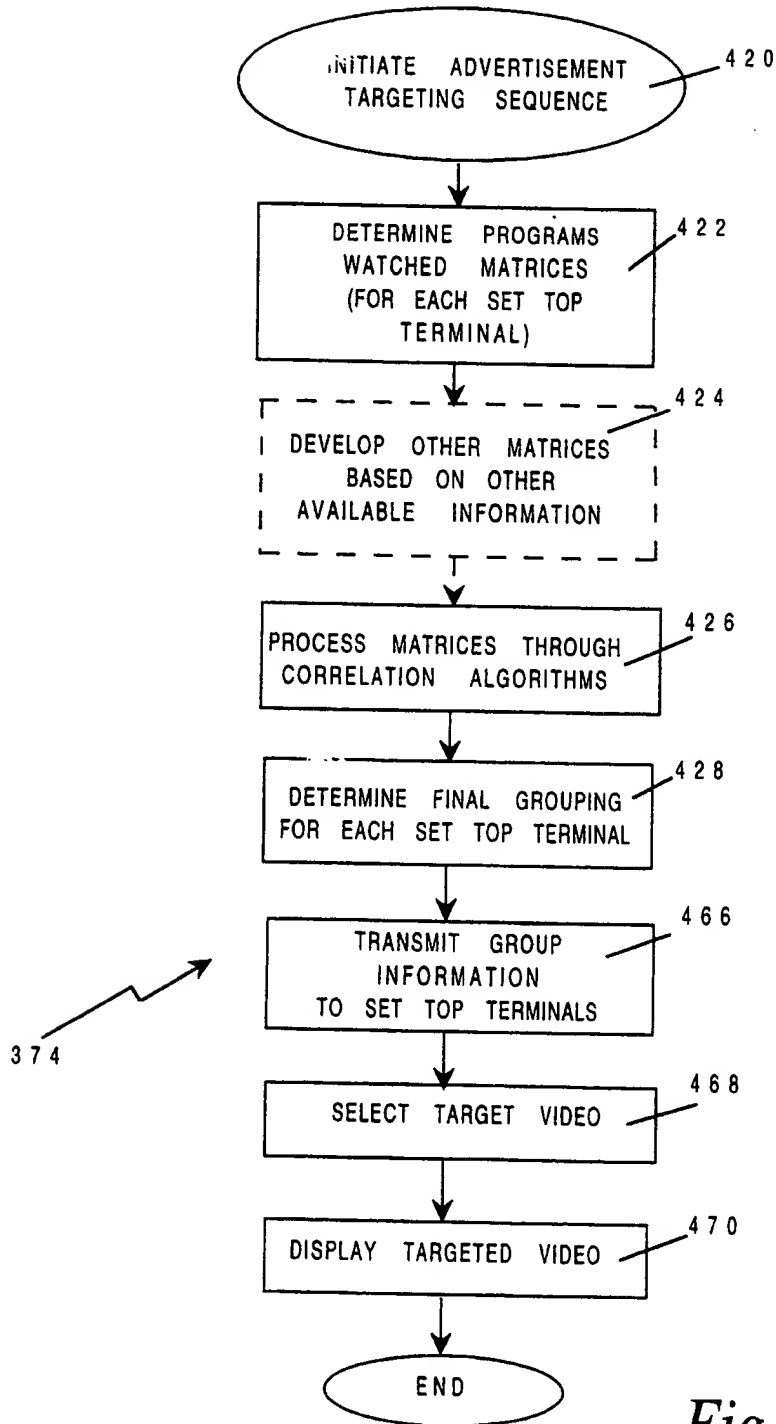 INITIATE ADVERTISEMENT
TARGETING SEQUENCE
420
DETERMINE PROGRAMS
WATCHED MATRICES
(FOR EACH SET TOP
TERMINAL)
422
DEVELOP OTHER MATRICES
BASED ON OTHER
AVAILABLE INFORMATION
424
PROCESS MATRICES THROUGH
CORRELATION ALGORITHMS
426
DETERMINE FINAL GROUPING
FOR EACH SET TOP TERMINAL
428
TRANSMIT GROUP
INFORMATION
TO SET TOP TERMINALS
466
374
SELECT TARGET VIDEO
468
DISPLAY TARGETED VIDEO
470
END
Fig